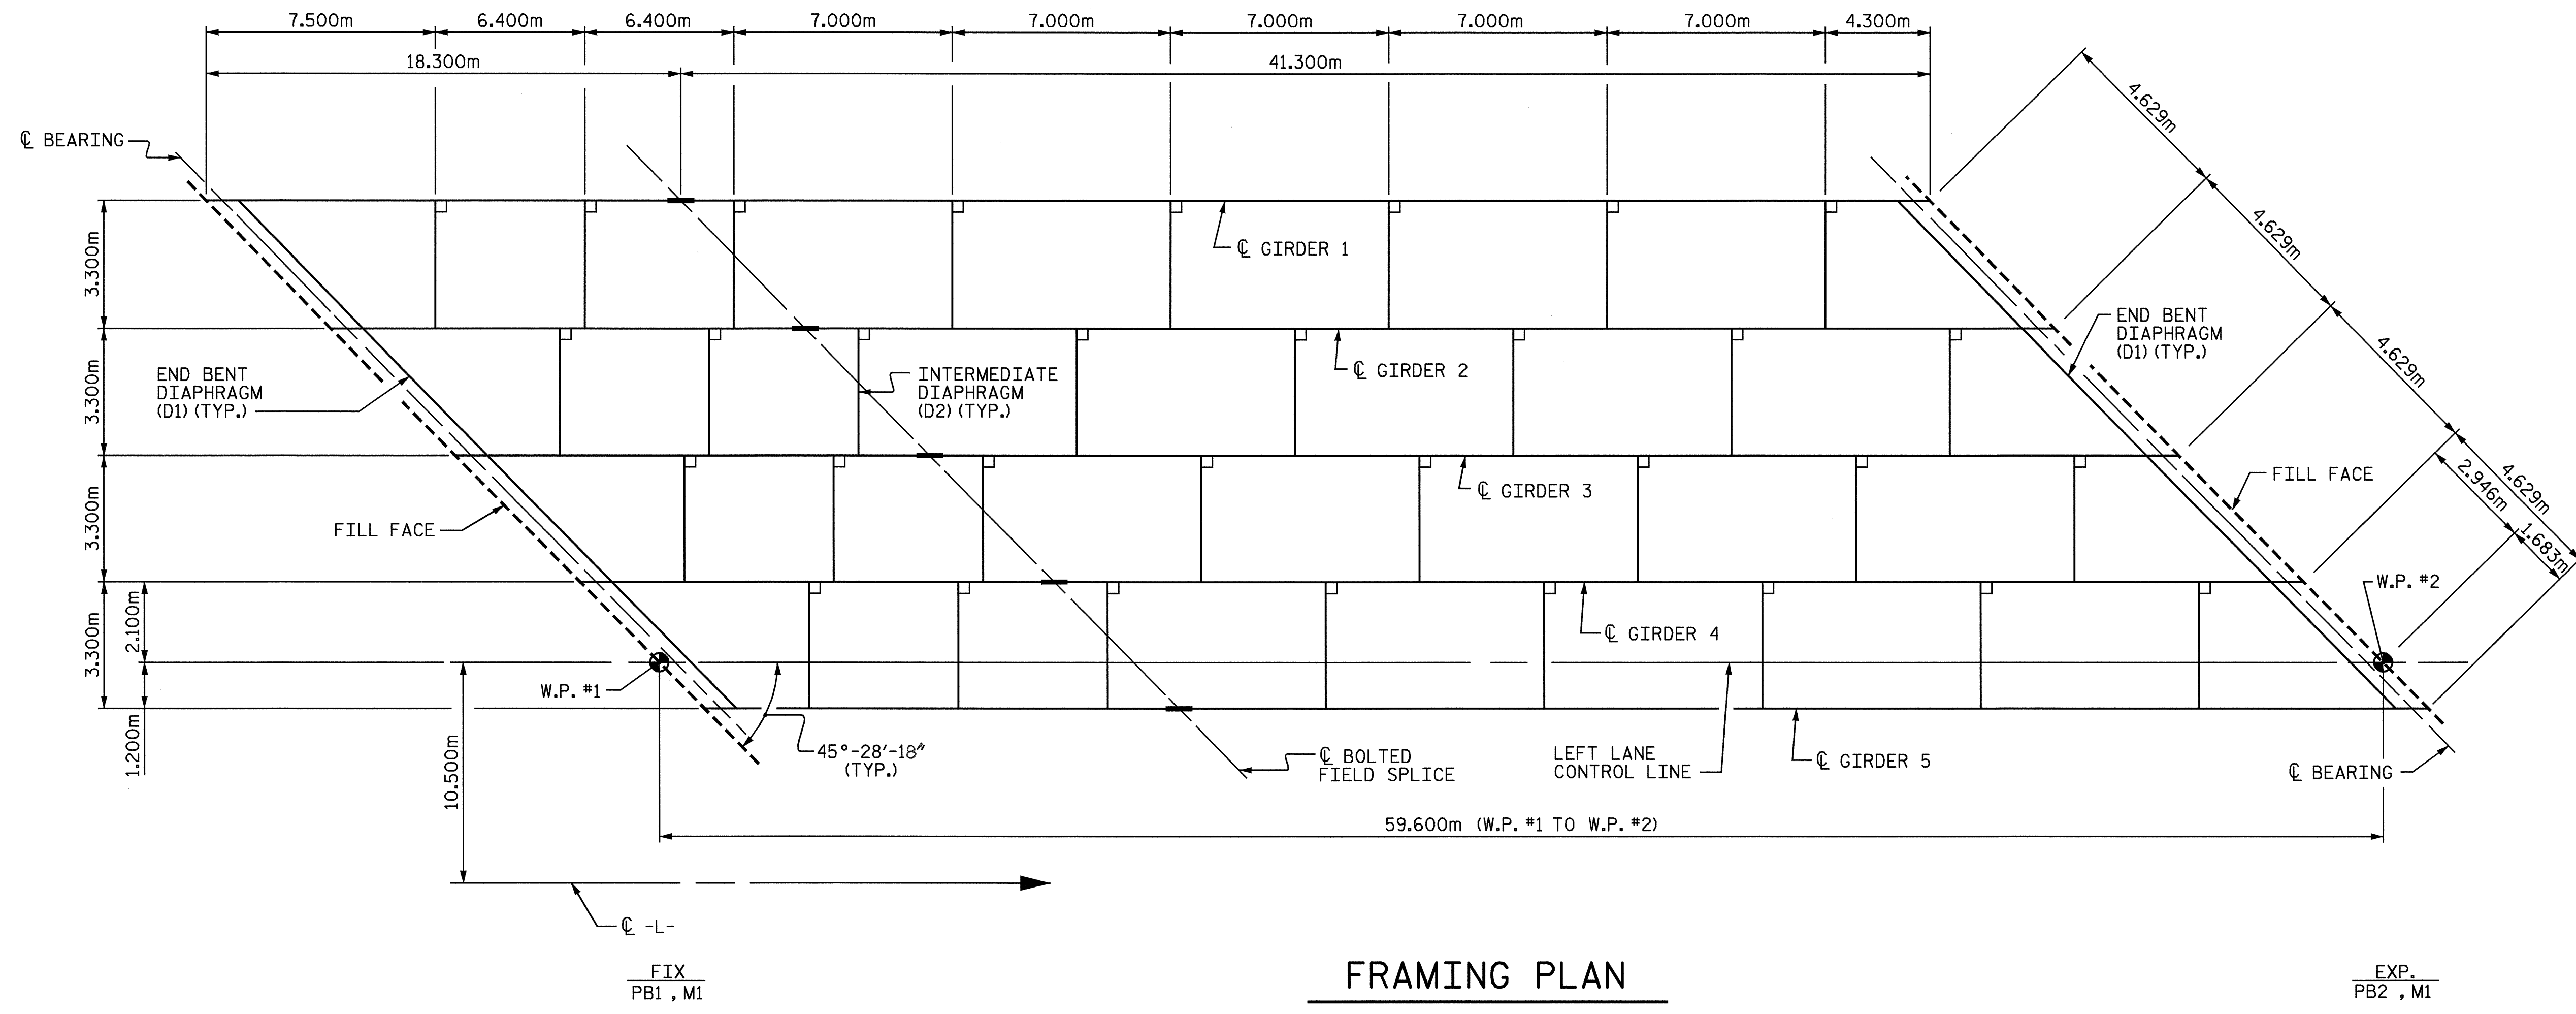 7.500m 6.400m 6.400m 7.000m 7.000m 7.000m 7.000m 7.000m 4.300m
18.300m 41.300m
℄ BEARING
4.629m
4.629m
4.629m
4.629m
2.946m
1.683m
3.300m
3.300m
3.300m
3.300m
2.100m
1.200m
10.500m
℄ GIRDER 1
END BENT
DIAPHRAGM
(D1) (TYP.)
℄ GIRDER 2
END BENT
DIAPHRAGM
(D1) (TYP.)
INTERMEDIATE
DIAPHRAGM
(D2) (TYP.)
℄ GIRDER 3
FILL FACE
FILL FACE
W.P. #2
℄ GIRDER 4
W.P. #1
45°-28'-18"
(TYP.)
℄ BOLTED
FIELD SPLICE
LEFT LANE
CONTROL LINE
℄ GIRDER 5
℄ BEARING
59.600m (W.P. #1 TO W.P. #2)
℄ -L-
FIX
PB1 , M1
FRAMING PLAN
EXP.
PB2 , M1